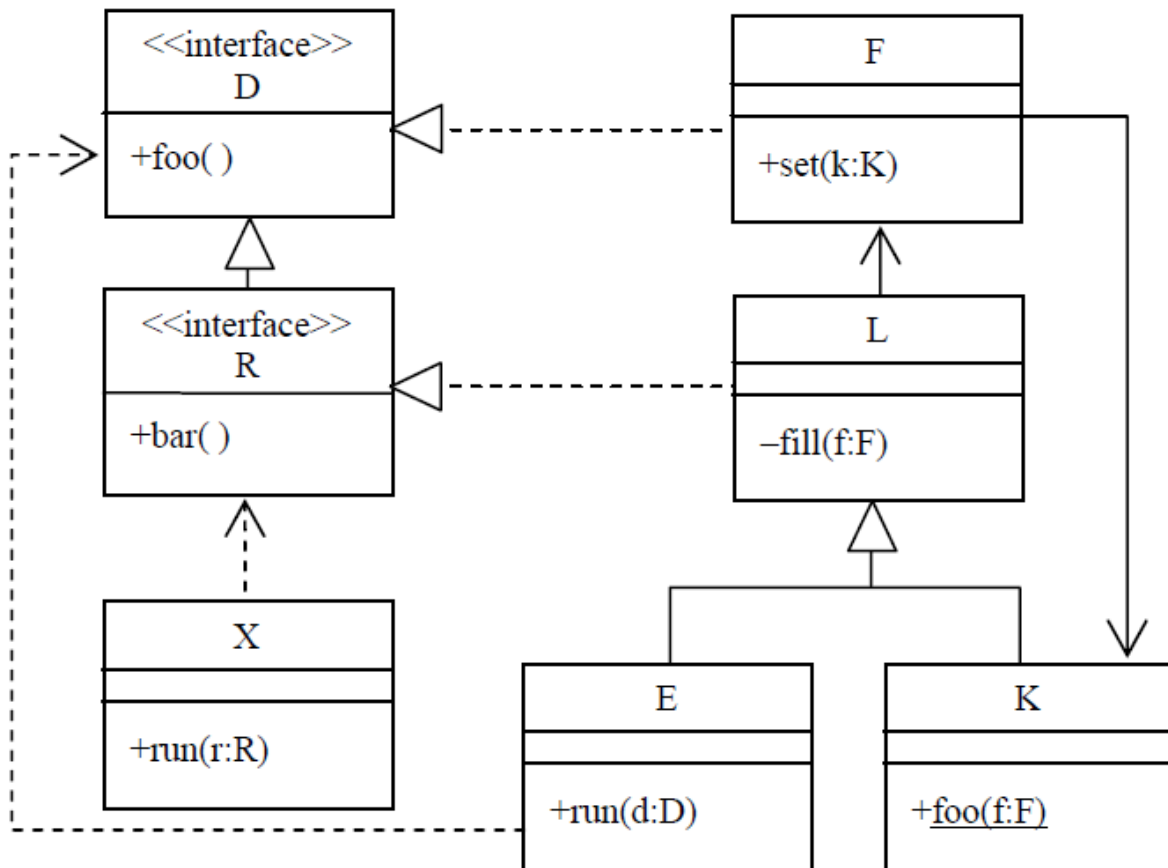 <<interface>>
D
+foo( )
F
+set(k:K)
<<interface>>
R
+bar( )
L
–fill(f:F)
X
+run(r:R)
E
+run(d:D)
K
+foo(f:F)